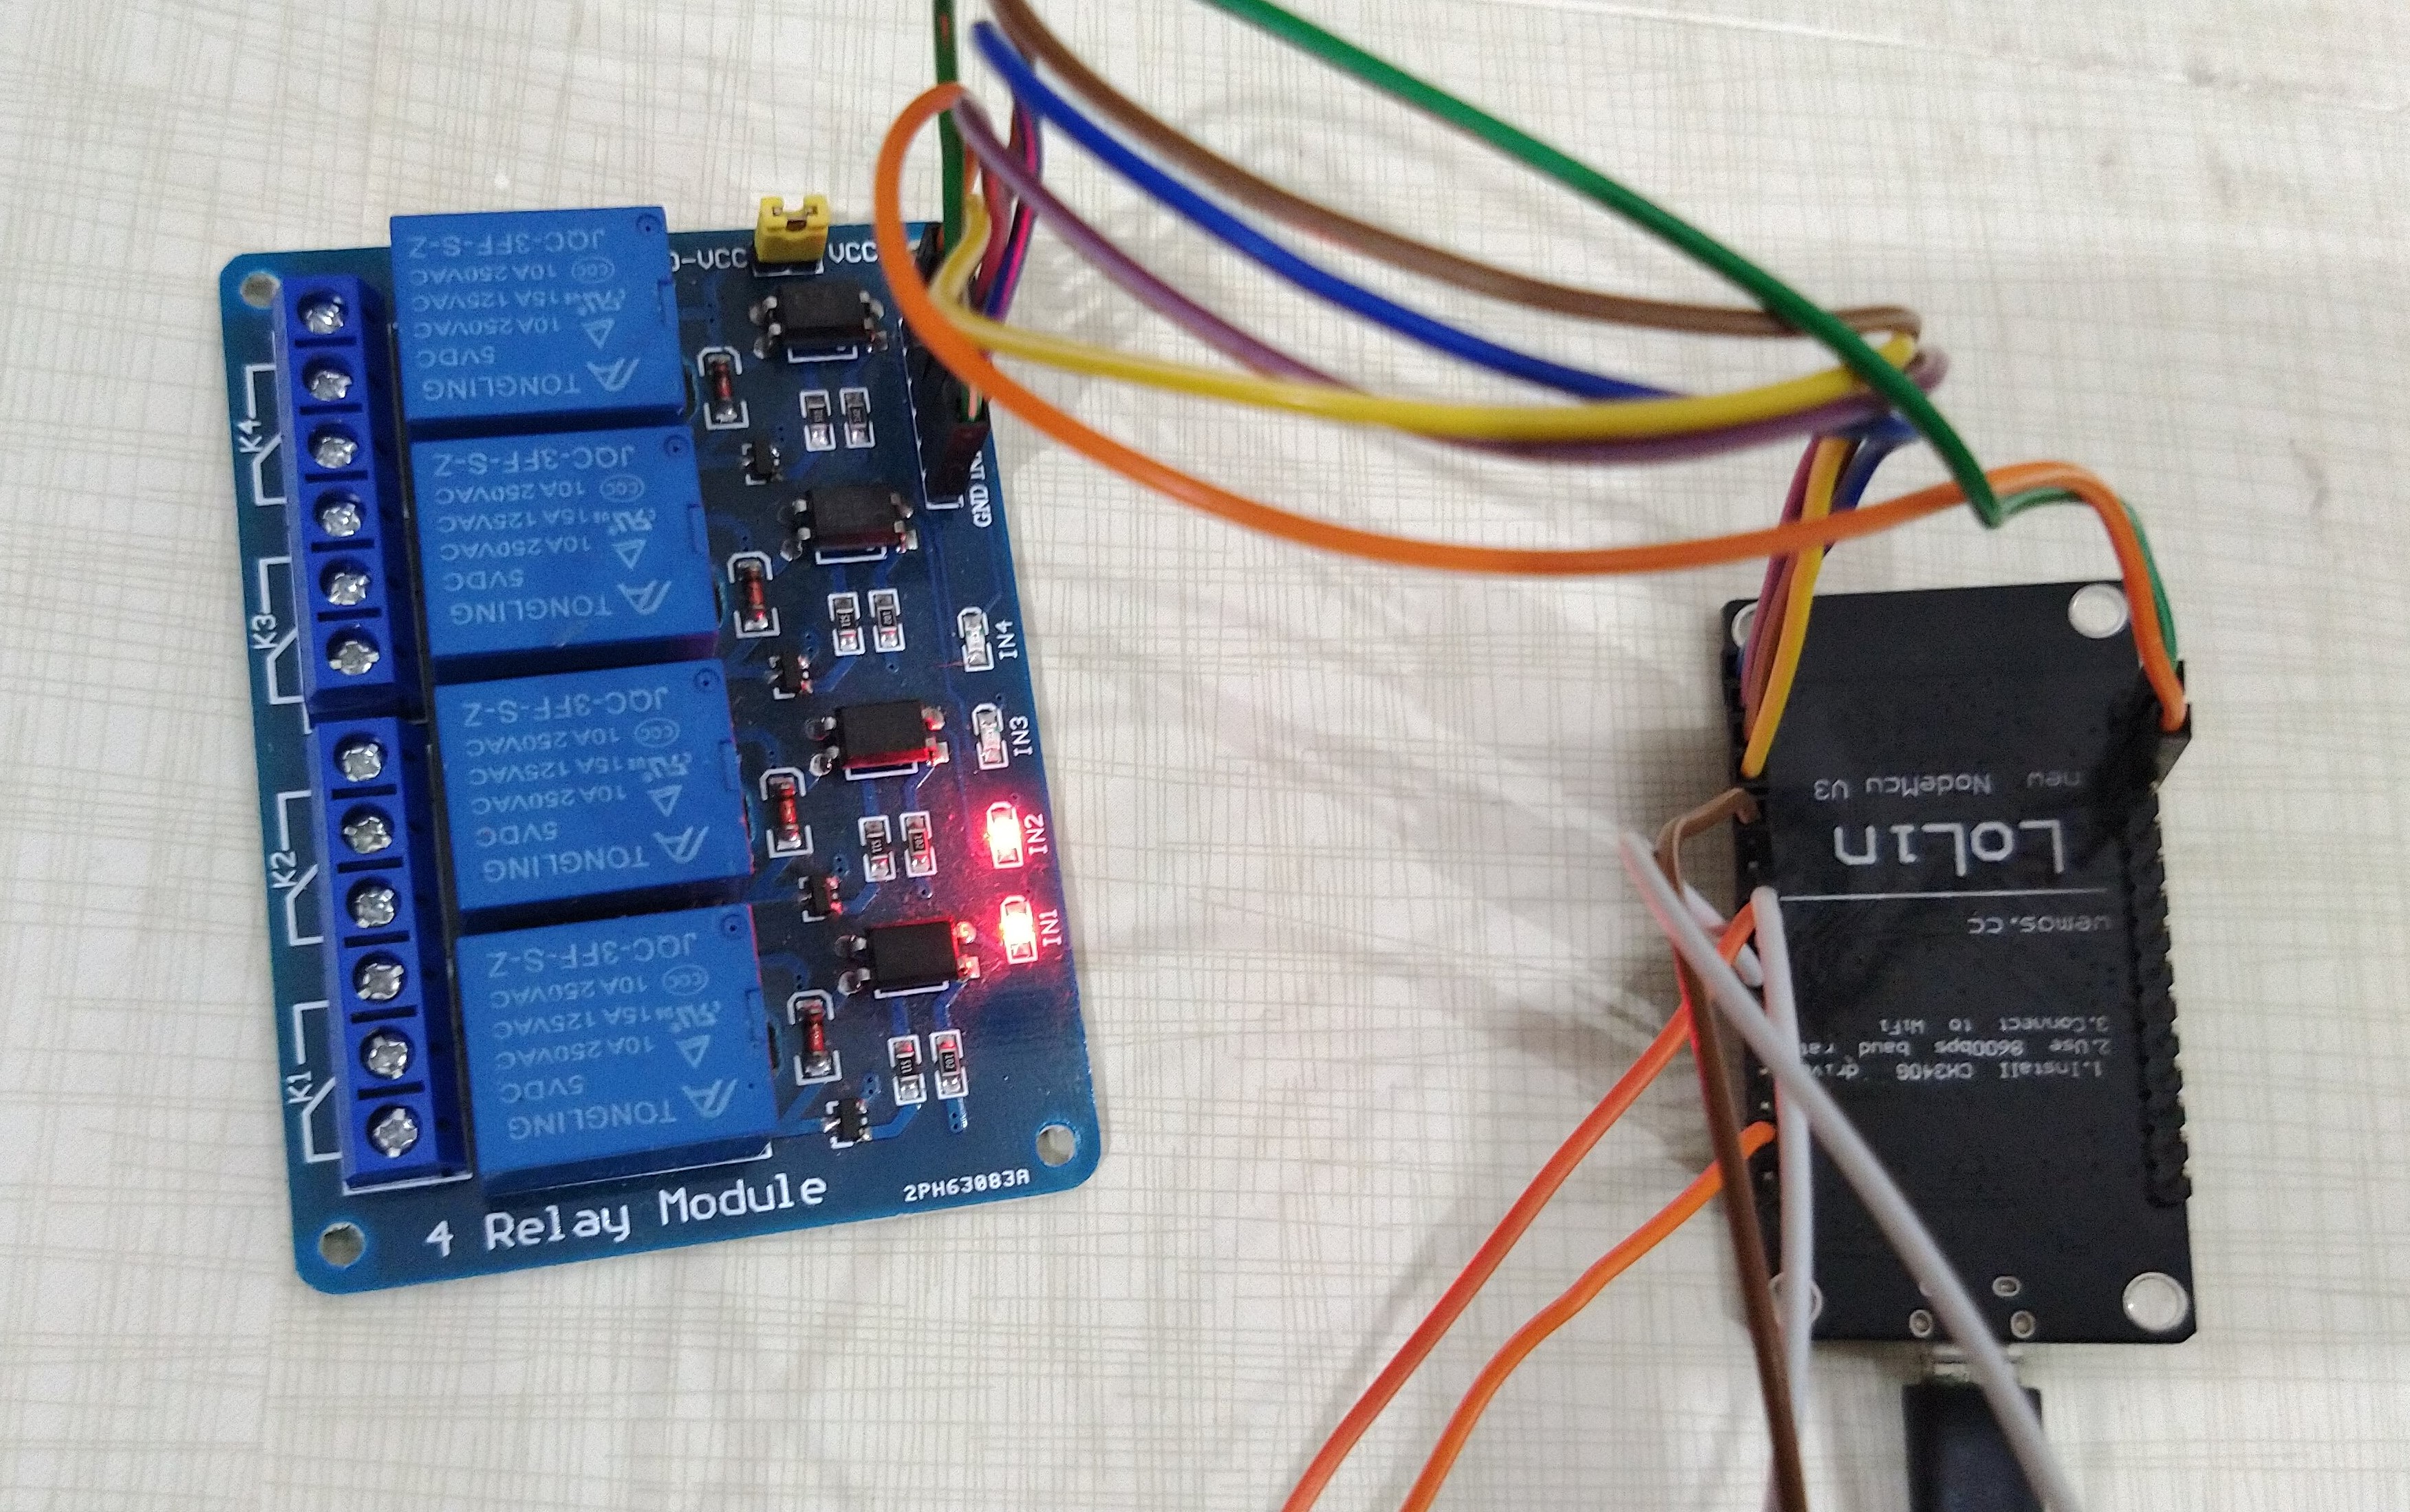 JD-VCC VCC
K4
K3
K2
K1
TONGLING
5VDC
10A 250VAC
15A 125VAC
10A 250VAC
JQC-3FF-S-Z
TONGLING
5VDC
10A 250VAC
15A 125VAC
10A 250VAC
JQC-3FF-S-Z
TONGLING
5VDC
10A 250VAC
15A 125VAC
10A 250VAC
JQC-3FF-S-Z
TONGLING
5VDC
10A 250VAC
15A 125VAC
10A 250VAC
JQC-3FF-S-Z
GND
IN4
IN3
IN2
IN1
4 Relay Module
2PH63083A
1.Install CH340G
2.Use 9600bps baud
3.Connect to WiFi
wemos.cc
LoLin
new NodeMcu V3